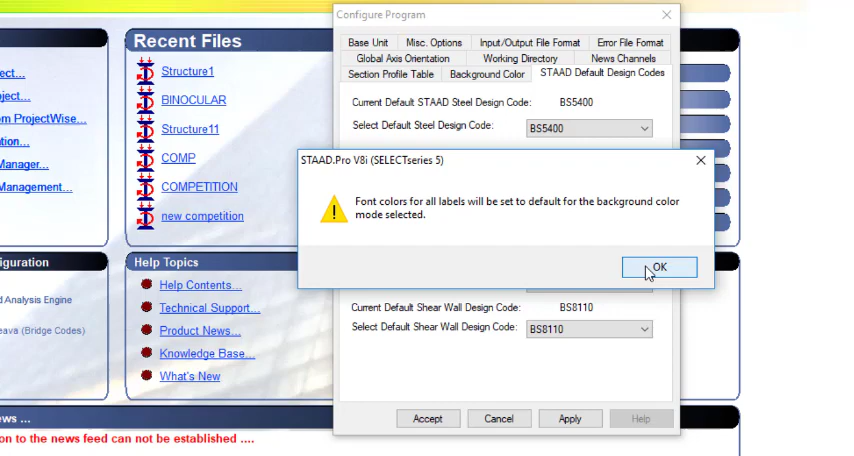 Configure Program
Base Unit
Misc. Options
Input/Output File Format
Error File Format
Global Axis Orientation
Working Directory
News Channels
Section Profile Table
Background Color
STAAD Default Design Codes
Current Default STAAD Steel Design Code: BS5400
Select Default Steel Design Code: BS5400
STAAD.Pro V8i (SELECTseries 5)
Font colors for all labels will be set to default for the background color
mode selected.
OK
Current Default Shear Wall Design Code: BS8110
Select Default Shear Wall Design Code: BS8110
Accept
Cancel
Apply
Help
Recent Files
Structure1
BINOCULAR
Structure11
COMP
COMPETITION
new competition
Help Topics
Help Contents...
Technical Support...
Product News...
Knowledge Base...
What's New
ect...
oject...
om ProjectWise...
ation...
Manager...
Management...
iguration
d Analysis Engine
eava (Bridge Codes)
ews ...
on to the news feed can not be established ....